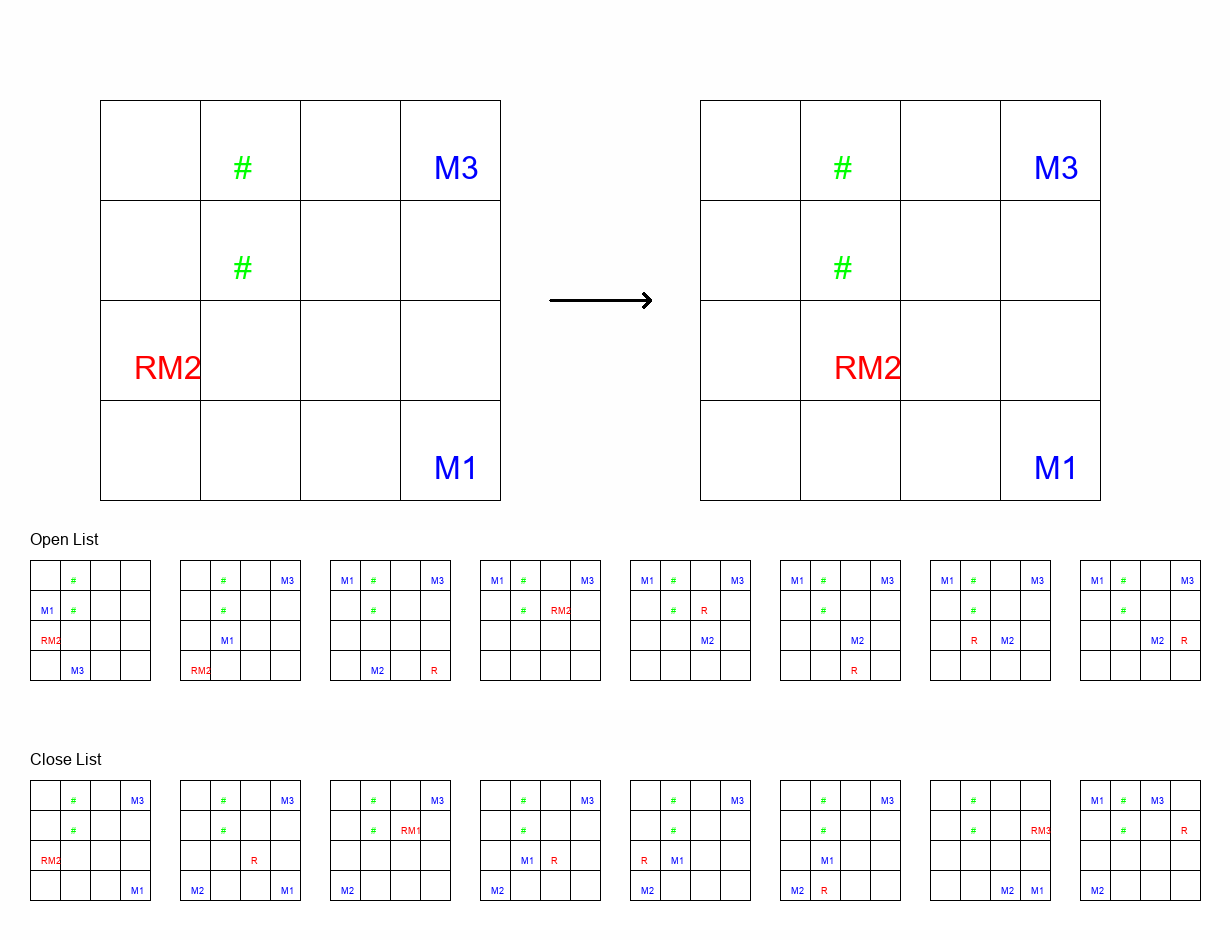 # M3 # M3
# #
RM2 RM2
M1 M1
Open List
# # M3 M1 # M3 M1 # M3 M1 # M3 M1 # M3 M1 # M3 M1 # M3
M1 # # # # RM2 # R # # #
RM2 M1 M2 M2 R M2 M2 R
M3 RM2 M2 R R
Close List
# M3 # M3 # M3 # M3 # M3 # M3 # M1 # M3
# # # RM1 # # # # RM3 # R
RM2 R M1 R R M1 M1
M1 M2 M1 M2 M2 M2 M2 R M2 M1 M2